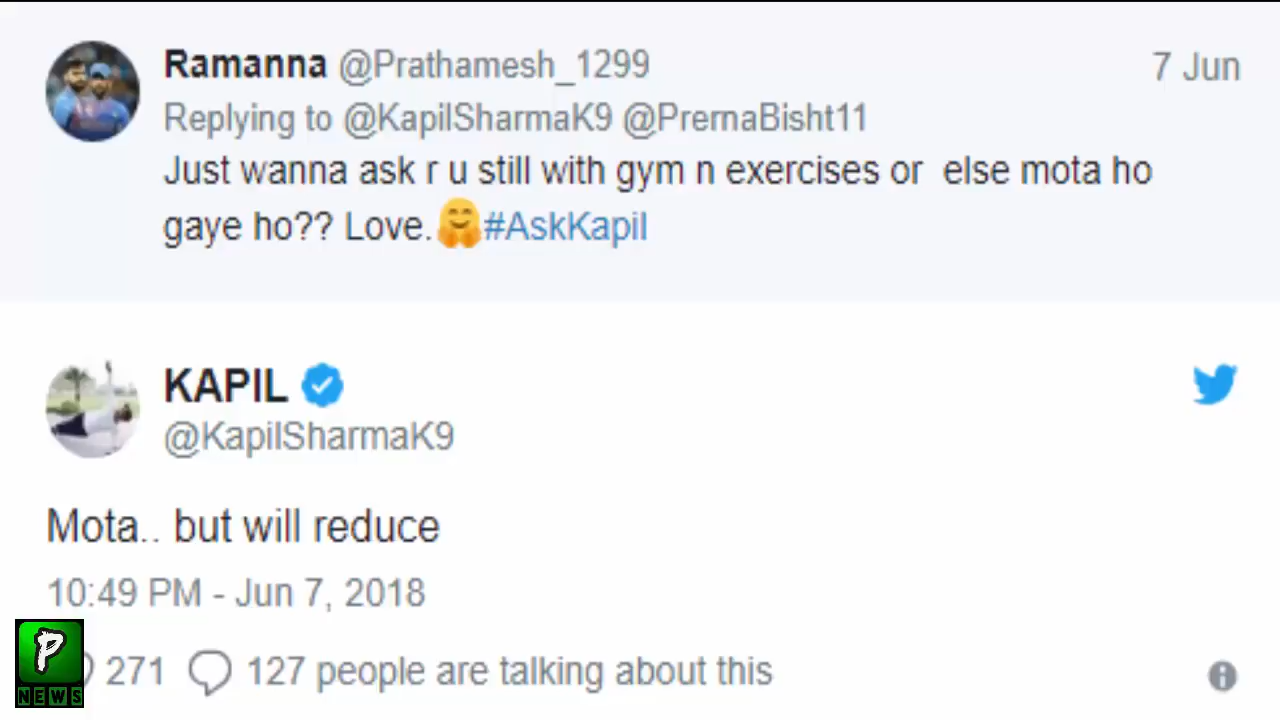 Ramanna @Prathamesh_1299 7 Jun
Replying to @KapilSharmaK9 @PrernaBisht11
Just wanna ask r u still with gym n exercises or else mota ho
gaye ho?? Love.🤗#AskKapil
KAPIL
@KapilSharmaK9
Mota.. but will reduce
10:49 PM - Jun 7, 2018
271 127 people are talking about this
P
NEWS